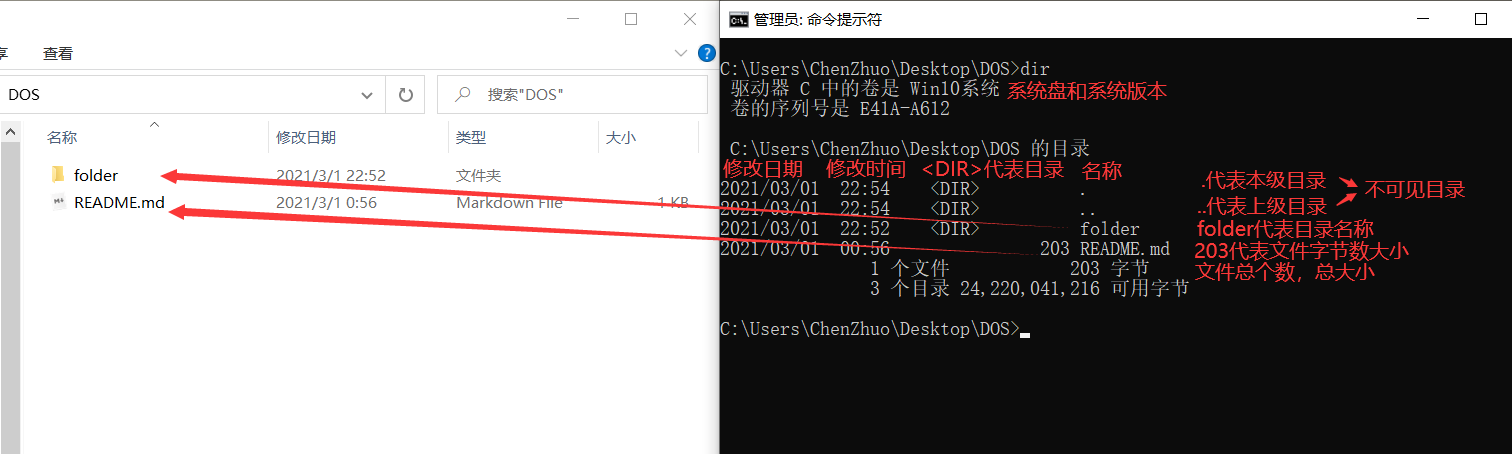 享 查看
?
DOS 搜索"DOS"
名称 修改日期 类型 大小
folder 2021/3/1 22:52 文件夹
README.md 2021/3/1 0:56 Markdown File 1 KB
管理员: 命令提示符
C:\Users\ChenZhuo\Desktop\DOS>dir
驱动器 C 中的卷是 Win10系统 系统盘和系统版本
卷的序列号是 E41A-A612
C:\Users\ChenZhuo\Desktop\DOS 的目录
修改日期 修改时间 <DIR>代表目录 名称
2021/03/01 22:54 <DIR> . .代表本级目录
不可见目录
2021/03/01 22:54 <DIR> .. ..代表上级目录
2021/03/01 22:52 <DIR> folder folder代表目录名称
2021/03/01 00:56 203 README.md 203代表文件字节数大小
1 个文件 203 字节 文件总个数，总大小
3 个目录 24,220,041,216 可用字节
C:\Users\ChenZhuo\Desktop\DOS>